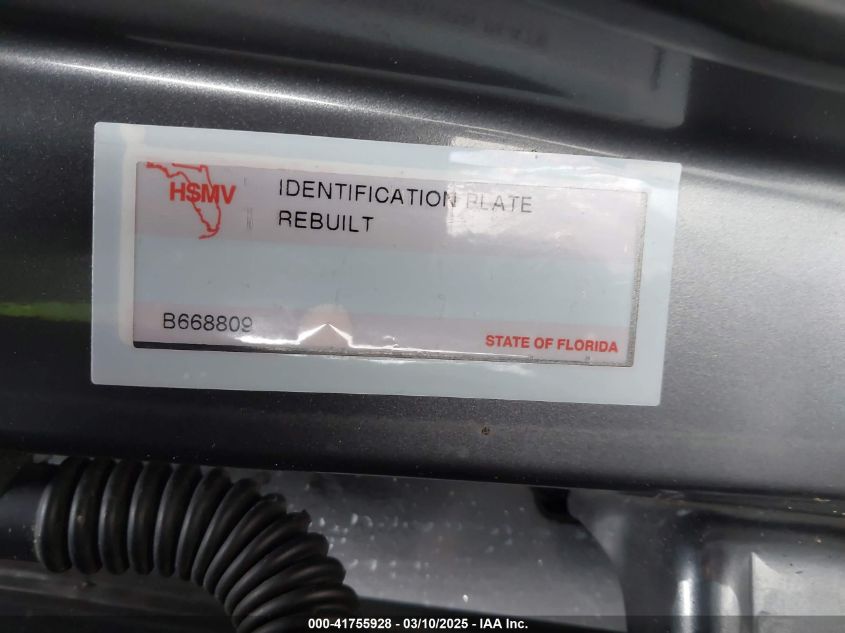 HSMV
IDENTIFICATION PLATE
REBUILT
B668809
STATE OF FLORIDA
000-41755928 - 03/10/2025 - IAA Inc.